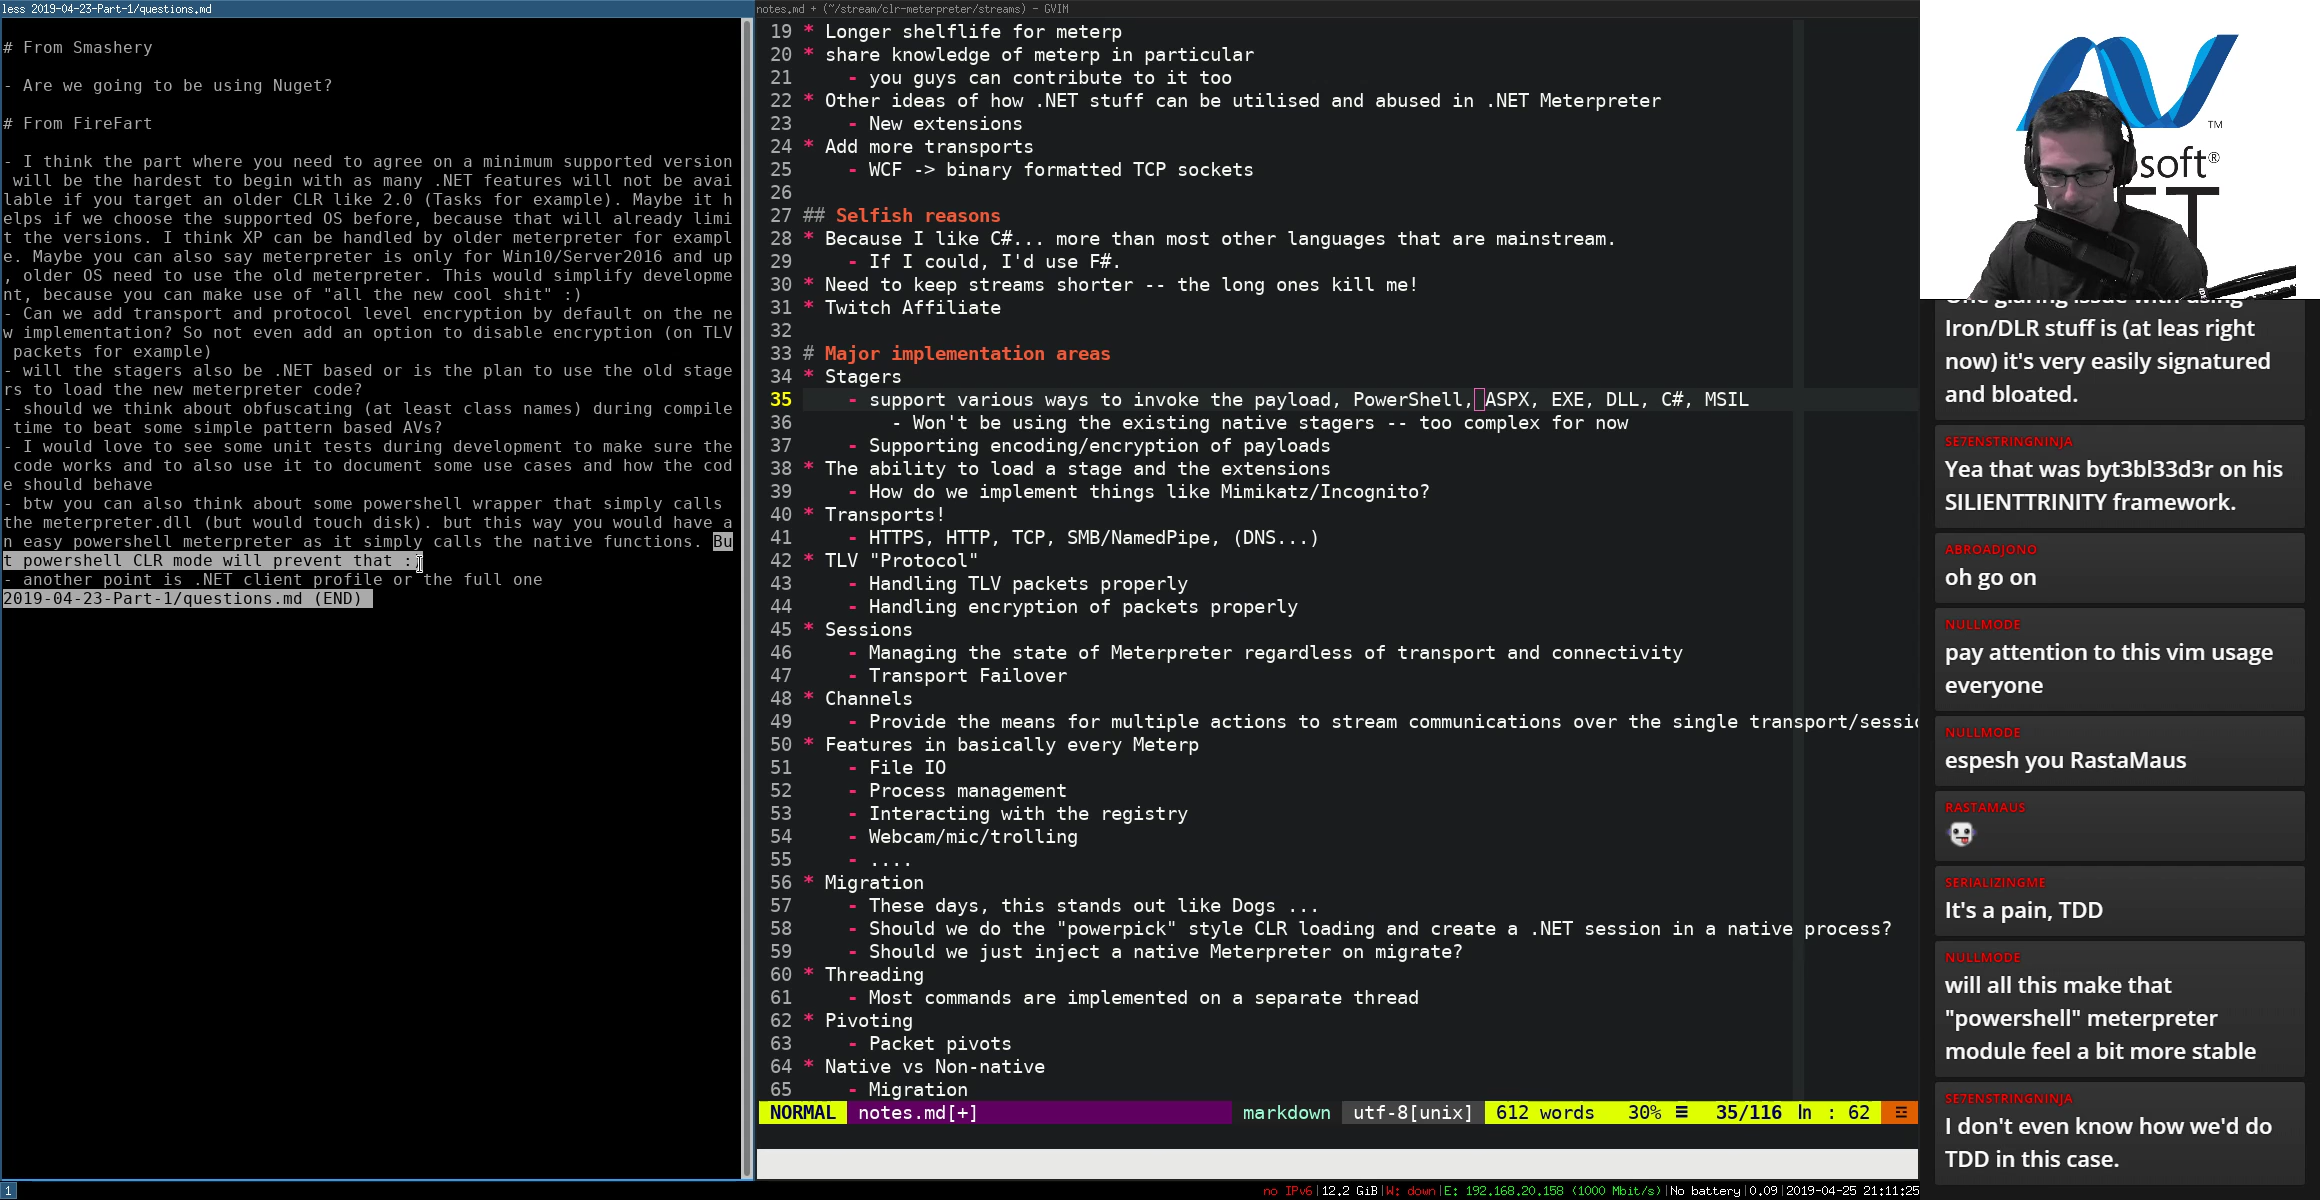 less 2019-04-23-Part-1/questions.md
# From Smashery
- Are we going to be using Nuget?
# From FireFart
- I think the part where you need to agree on a minimum supported version
 will be the hardest to begin with as many .NET features will not be avai
lable if you target an older CLR like 2.0 (Tasks for example). Maybe it h
elps if we choose the supported OS before, because that will already limi
t the versions. I think XP can be handled by older meterpreter for exampl
e. Maybe you can also say meterpreter is only for Win10/Server2016 and up
, older OS need to use the old meterpreter. This would simplify developme
nt, because you can make use of "all the new cool shit" :)
- Can we add transport and protocol level encryption by default on the ne
w implementation? So not even add an option to disable encryption (on TLV
 packets for example)
- will the stagers also be .NET based or is the plan to use the old stage
rs to load the new meterpreter code?
- should we think about obfuscating (at least class names) during compile
 time to beat some simple pattern based AVs?
- I would love to see some unit tests during development to make sure the
 code works and to also use it to document some use cases and how the cod
e should behave
- btw you can also think about some powershell wrapper that simply calls
the meterpreter.dll (but would touch disk). but this way you would have a
n easy powershell meterpreter as it simply calls the native functions. Bu
t powershell CLR mode will prevent that :/
- another point is .NET client profile or the full one
2019-04-23-Part-1/questions.md (END)
1
notes.md + (~/stream/clr-meterpreter/streams) - GVIM
19 * Longer shelflife for meterp
20 * share knowledge of meterp in particular
21 - you guys can contribute to it too
22 * Other ideas of how .NET stuff can be utilised and abused in .NET Meterpreter
23 - New extensions
24 * Add more transports
25 - WCF -> binary formatted TCP sockets
26
27 ## Selfish reasons
28 * Because I like C#... more than most other languages that are mainstream.
29 - If I could, I'd use F#.
30 * Need to keep streams shorter -- the long ones kill me!
31 * Twitch Affiliate
32
33 # Major implementation areas
34 * Stagers
35 - support various ways to invoke the payload, PowerShell, ASPX, EXE, DLL, C#, MSIL
36 - Won't be using the existing native stagers -- too complex for now
37 - Supporting encoding/encryption of payloads
38 * The ability to load a stage and the extensions
39 - How do we implement things like Mimikatz/Incognito?
40 * Transports!
41 - HTTPS, HTTP, TCP, SMB/NamedPipe, (DNS...)
42 * TLV "Protocol"
43 - Handling TLV packets properly
44 - Handling encryption of packets properly
45 * Sessions
46 - Managing the state of Meterpreter regardless of transport and connectivity
47 - Transport Failover
48 * Channels
49 - Provide the means for multiple actions to stream communications over the single transport/sessio
50 * Features in basically every Meterp
51 - File IO
52 - Process management
53 - Interacting with the registry
54 - Webcam/mic/trolling
55 - ....
56 * Migration
57 - These days, this stands out like Dogs ...
58 - Should we do the "powerpick" style CLR loading and create a .NET session in a native process?
59 - Should we just inject a native Meterpreter on migrate?
60 * Threading
61 - Most commands are implemented on a separate thread
62 * Pivoting
63 - Packet pivots
64 * Native vs Non-native
65 - Migration
NORMAL notes.md[+] markdown utf-8[unix] 612 words 30% ☰ 35/116 ln : 62
no IPv6|12.2 GiB|W: down|E: 192.168.20.158 (1000 Mbit/s)|No battery|0.09|2019-04-25 21:11:25
TM
soft®
One glaring issue with using
Iron/DLR stuff is (at leas right
now) it's very easily signatured
and bloated.
SE7ENSTRINGNINJA
Yea that was byt3bl33d3r on his
SILIENTTRINITY framework.
ABROADJONO
oh go on
NULLMODE
pay attention to this vim usage
everyone
NULLMODE
espesh you RastaMaus
RASTAMAUS
SERIALIZINGME
It's a pain, TDD
NULLMODE
will all this make that
"powershell" meterpreter
module feel a bit more stable
SE7ENSTRINGNINJA
I don't even know how we'd do
TDD in this case.